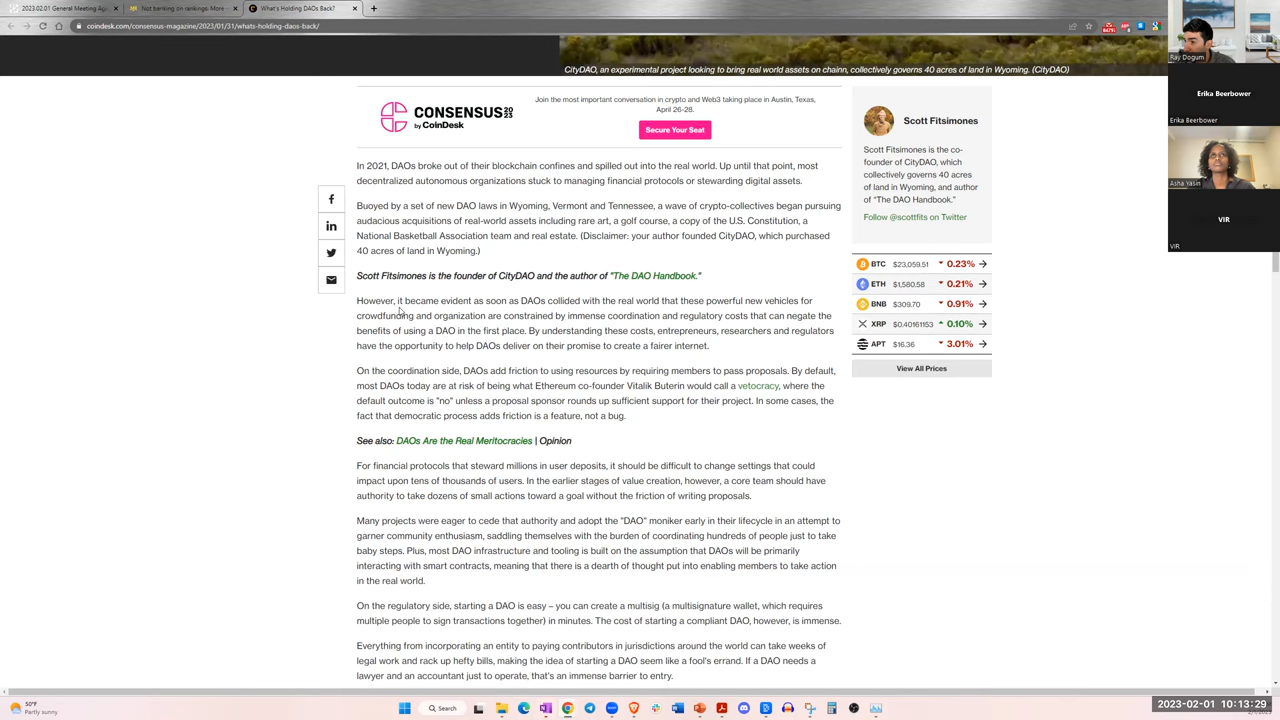 2023.02.01 General Meeting Age
Not banking on rankings: More
What's Holding DAOs Back?
coindesk.com/consensus-magazine/2023/01/31/whats-holding-daos-back/
CityDAO, an experimental project looking to bring real world assets on chainn, collectively governs 40 acres of land in Wyoming. (CityDAO)
Ray Dogum
Erika Beerbower
Erika Beerbower
Asha Yasin
VIR
VIR
CONSENSUS 2023
by CoinDesk
Join the most important conversation in crypto and Web3 taking place in Austin, Texas,
April 26-28.
Secure Your Seat
In 2021, DAOs broke out of their blockchain confines and spilled out into the real world. Up until that point, most
decentralized autonomous organizations stuck to managing financial protocols or stewarding digital assets.
Buoyed by a set of new DAO laws in Wyoming, Vermont and Tennessee, a wave of crypto-collectives began pursuing
audacious acquisitions of real-world assets including rare art, a golf course, a copy of the U.S. Constitution, a
National Basketball Association team and real estate. (Disclaimer: your author founded CityDAO, which purchased
40 acres of land in Wyoming.)
Scott Fitsimones is the founder of CityDAO and the author of "The DAO Handbook."
However, it became evident as soon as DAOs collided with the real world that these powerful new vehicles for
crowdfunding and organization are constrained by immense coordination and regulatory costs that can negate the
benefits of using a DAO in the first place. By understanding these costs, entrepreneurs, researchers and regulators
have the opportunity to help DAOs deliver on their promise to create a fairer internet.
On the coordination side, DAOs add friction to using resources by requiring members to pass proposals. By default,
most DAOs today are at risk of being what Ethereum co-founder Vitalik Buterin would call a vetocracy, where the
default outcome is "no" unless a proposal sponsor rounds up sufficient support for their project. In some cases, the
fact that democratic process adds friction is a feature, not a bug.
See also: DAOs Are the Real Meritocracies | Opinion
For financial protocols that steward millions in user deposits, it should be difficult to change settings that could
impact upon tens of thousands of users. In the earlier stages of value creation, however, a core team should have
authority to take dozens of small actions toward a goal without the friction of writing proposals.
Many projects were eager to cede that authority and adopt the "DAO" moniker early in their lifecycle in an attempt to
garner community enthusiasm, saddling themselves with the burden of coordinating hundreds of people just to take
baby steps. Plus, most DAO infrastructure and tooling is built on the assumption that DAOs will be primarily
interacting with smart contracts, meaning that there is a dearth of thought put into enabling members to take action
in the real world.
On the regulatory side, starting a DAO is easy – you can create a multisig (a multisignature wallet, which requires
multiple people to sign transactions together) in minutes. The cost of starting a compliant DAO, however, is immense.
Everything from incorporating an entity to paying contributors in jurisdictions around the world can take weeks of
legal work and rack up hefty bills, making the idea of starting a DAO seem like a fool's errand. If a DAO needs a
lawyer and an accountant just to operate, that's an immense barrier to entry.
Scott Fitsimones
Scott Fitsimones is the co-
founder of CityDAO, which
collectively governs 40 acres
of land in Wyoming, and author
of "The DAO Handbook."
Follow @scottfits on Twitter
BTC $23,059.51 0.23%
ETH $1,580.58 0.21%
BNB $309.70 0.91%
XRP $0.40161153 0.10%
APT $16.36 3.01%
View All Prices
50°F
Partly sunny
Search
2023-02-01 10:13:29